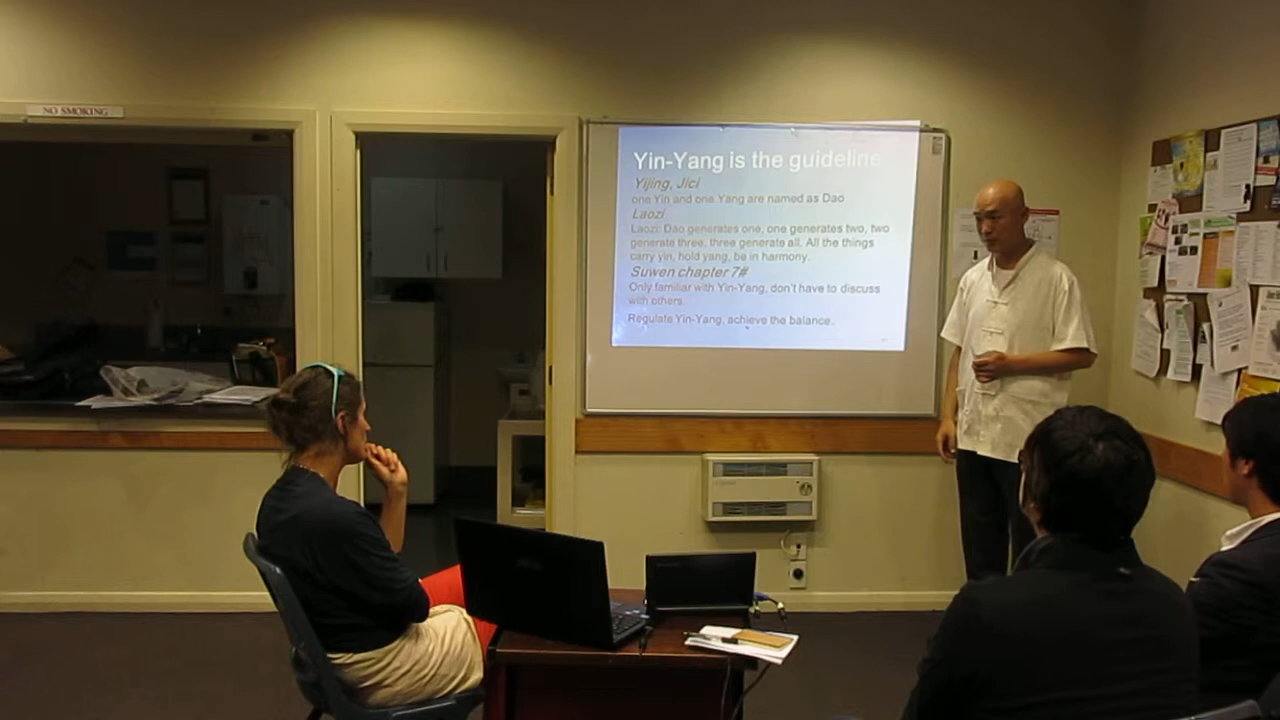 NO SMOKING
Yin-Yang is the guideline
Yijing, Jici
one Yin and one Yang are named as Dao
Laozi
Laozi: Dao generates one, one generates two, two
generate three, three generate all. All the things
carry yin, hold yang, be in harmony.
Suwen chapter 7#
Only familiar with Yin-Yang, don't have to discuss
with others.
Regulate Yin-Yang, achieve the balance.